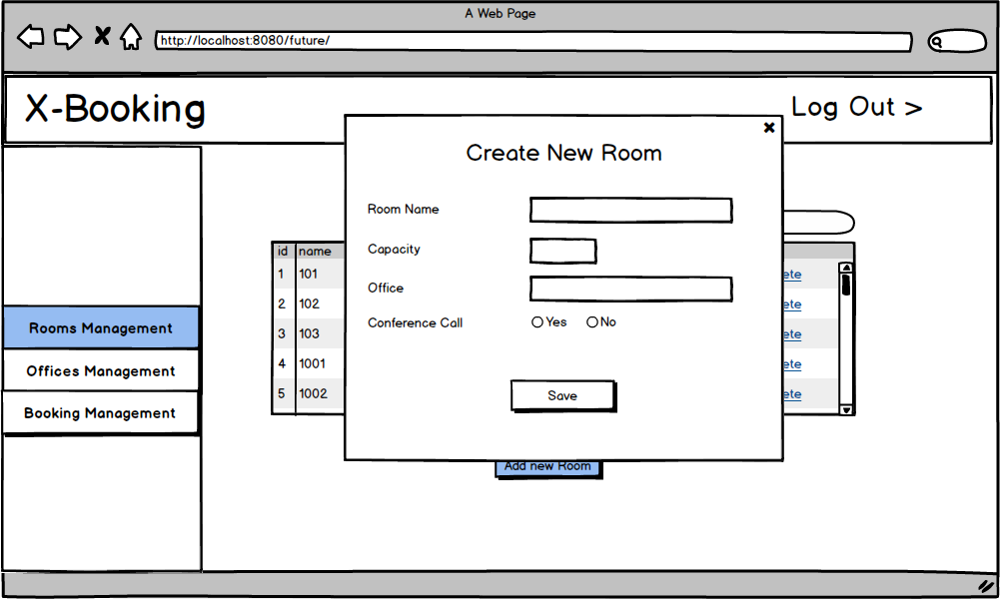 A Web Page
http://localhost:8080/future/
X-Booking
Log Out >
Create New Room
Room Name
Capacity
Office
Conference Call
Yes
No
Save
id name
1 101
2 102
3 103
4 1001
5 1002
ete
ete
ete
ete
ete
Rooms Management
Offices Management
Booking Management
Add new Room